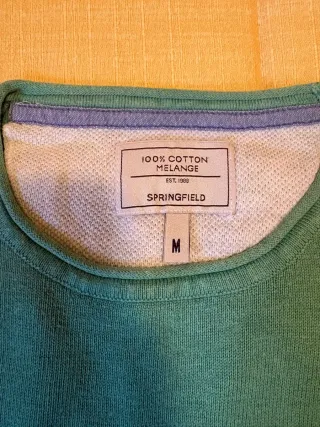 100% COTTON
MELANGE
EST. 1988
SPRINGFIELD
M